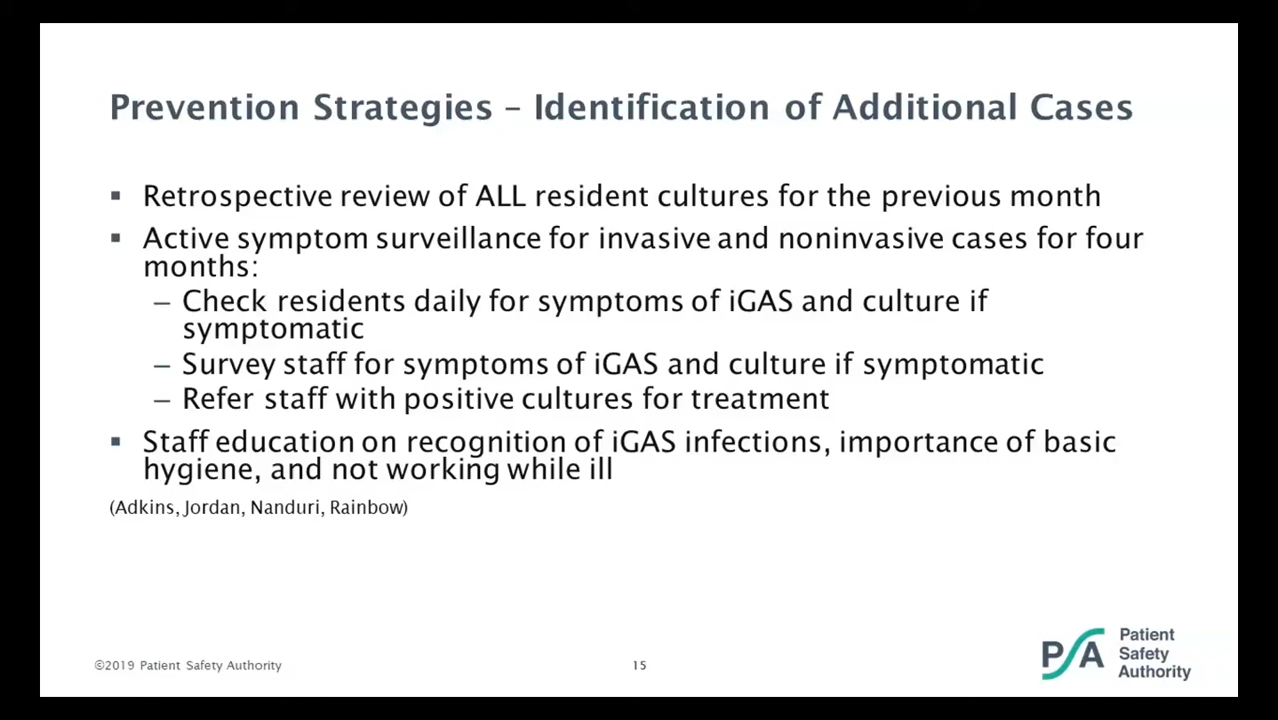 Prevention Strategies – Identification of Additional Cases
▪ Retrospective review of ALL resident cultures for the previous month
▪ Active symptom surveillance for invasive and noninvasive cases for four
months:
– Check residents daily for symptoms of iGAS and culture if
symptomatic
– Survey staff for symptoms of iGAS and culture if symptomatic
– Refer staff with positive cultures for treatment
▪ Staff education on recognition of iGAS infections, importance of basic
hygiene, and not working while ill
(Adkins, Jordan, Nanduri, Rainbow)
©2019 Patient Safety Authority
15
PSA
Patient
Safety
Authority